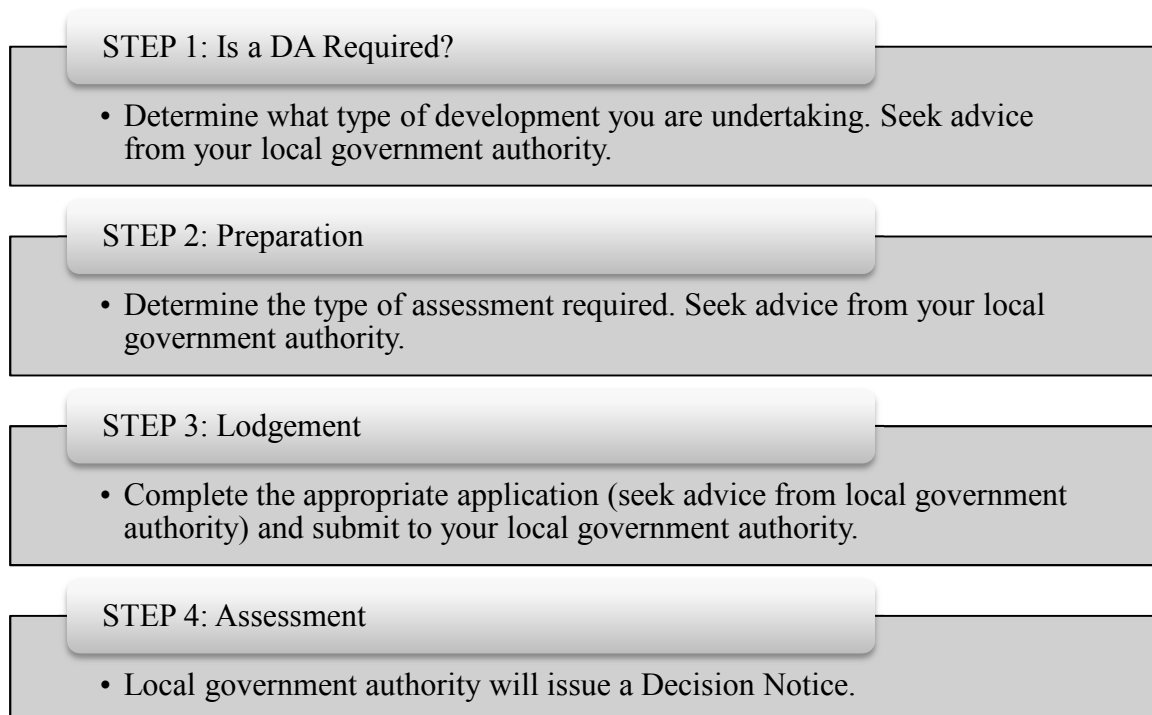 STEP 1: Is a DA Required?
• Determine what type of development you are undertaking. Seek advice
from your local government authority.
STEP 2: Preparation
• Determine the type of assessment required. Seek advice from your local
government authority.
STEP 3: Lodgement
• Complete the appropriate application (seek advice from local government
authority) and submit to your local government authority.
STEP 4: Assessment
• Local government authority will issue a Decision Notice.